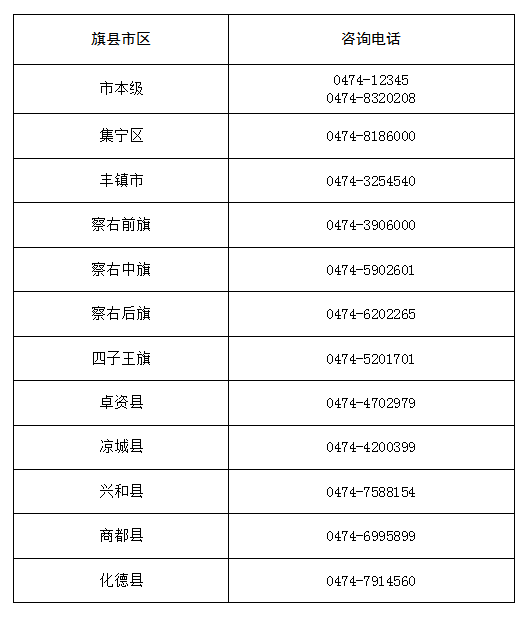 旗县市区 咨询电话
市本级 0474-12345
0474-8320208
集宁区 0474-8186000
丰镇市 0474-3254540
察右前旗 0474-3906000
察右中旗 0474-5902601
察右后旗 0474-6202265
四子王旗 0474-5201701
卓资县 0474-4702979
凉城县 0474-4200399
兴和县 0474-7588154
商都县 0474-6995899
化德县 0474-7914560